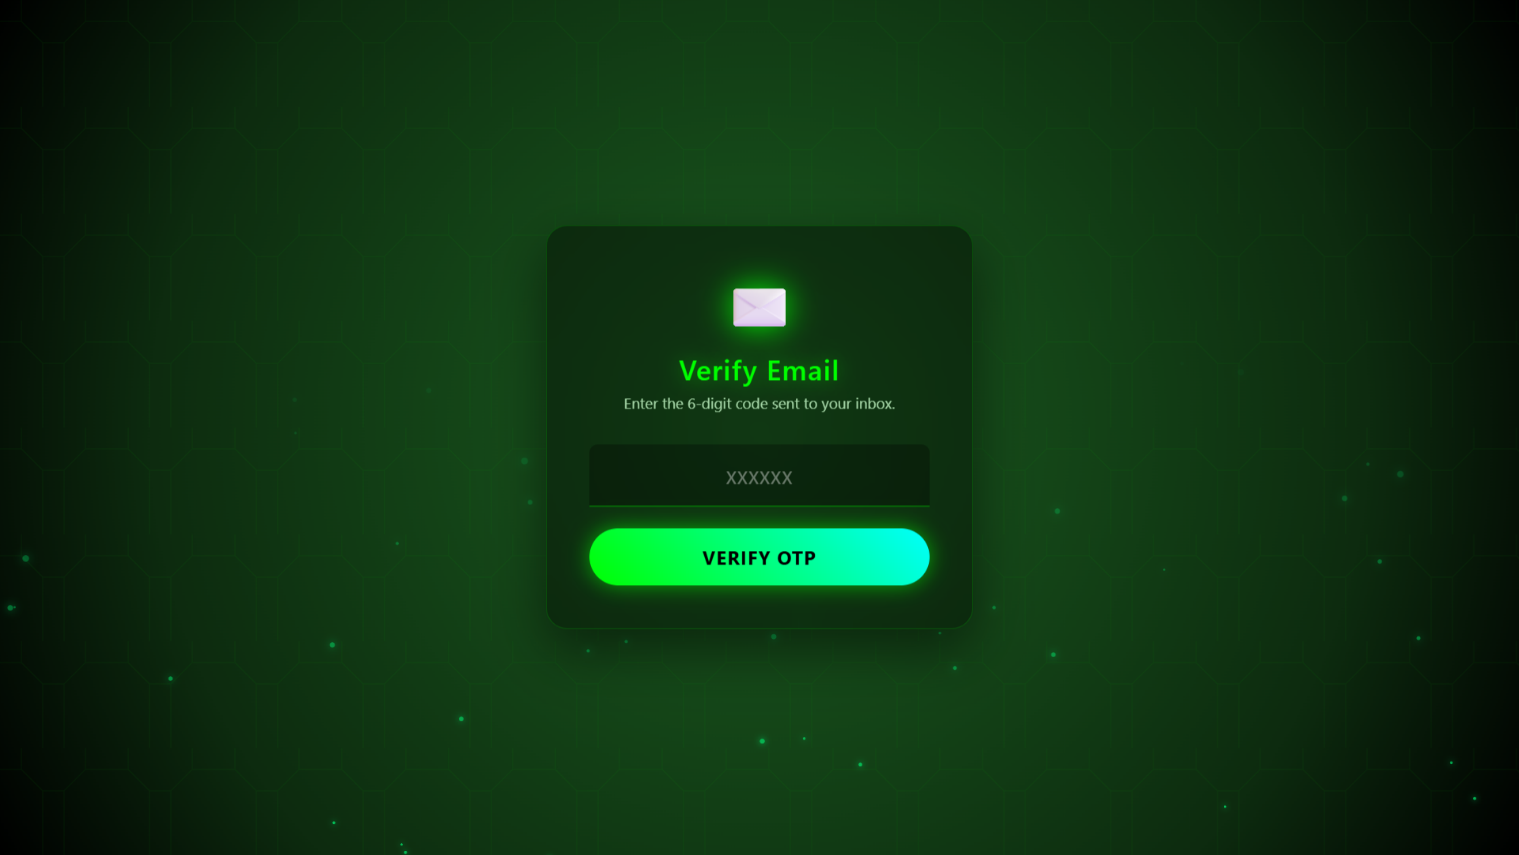 Verify Email
Enter the 6-digit code sent to your inbox.
XXXXXX
VERIFY OTP